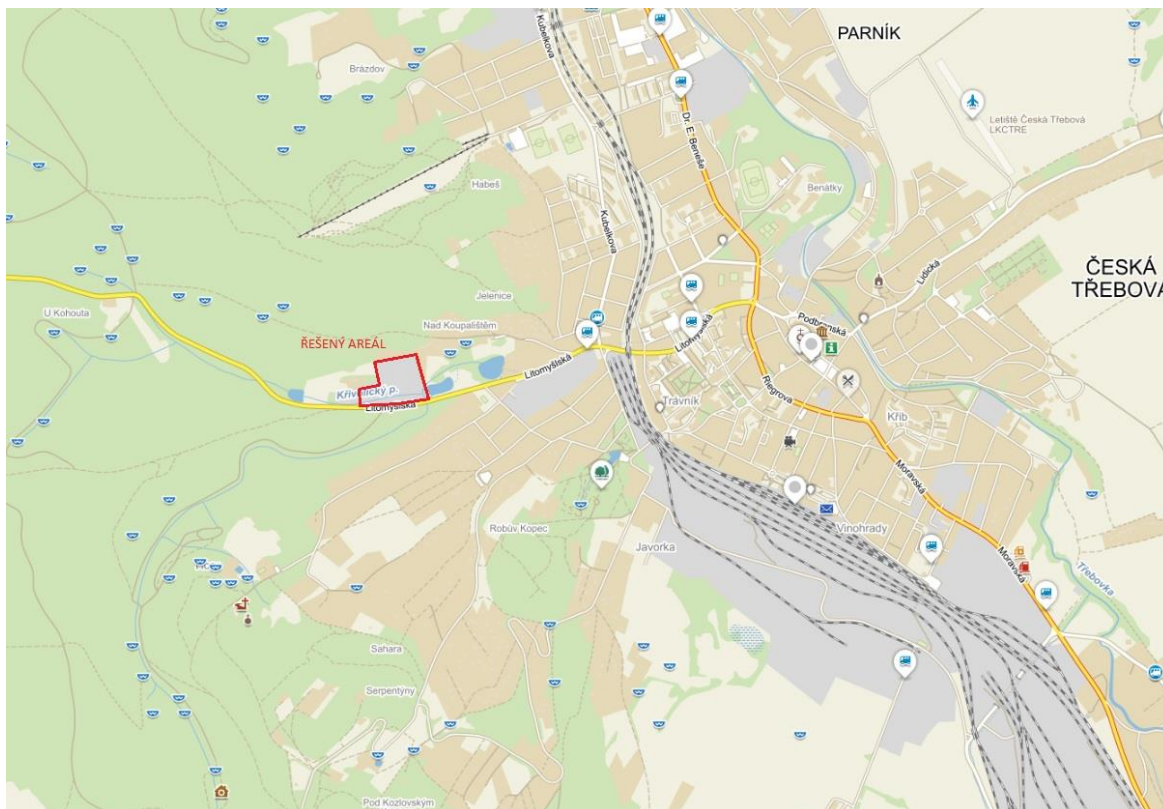 Kubelkova
PARNÍK
Brázdov
Dr. E. Beneše
Letiště Česká Třebová
LKCTRE
Habeš
Benátky
Kubelkova
Lidická
ČESKÁ
TŘEBOVÁ
Jelenice
U Kohouta
Nad Koupalištěm
Podbranská
ŘEŠENÝ AREÁL
Litomyšlská
Litomyšlská
Křivolický p.
Litomyšlská
Riegrova
Trávník
Křib
Moravská
Robův Kopec
Vinohrady
Javorka
Moravská
Třebovka
Sahara
Serpentyny
Pod Kozlovským